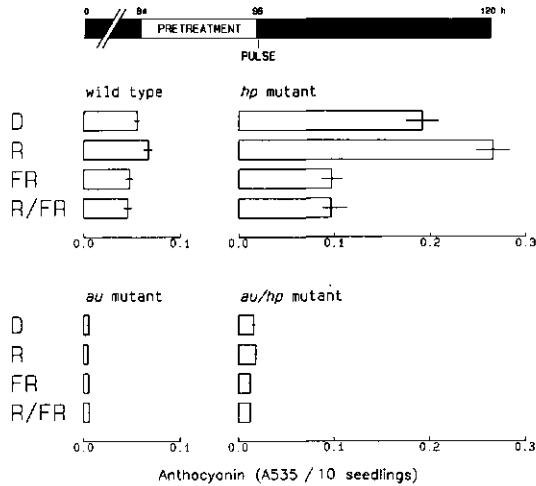 0 84 96 120 h
PRETREATMENT
PULSE
wild type hp mutant
D
R
FR
R/FR
0.0 0.1 0.0 0.1 0.2 0.3
au mutant au/hp mutant
D
R
FR
R/FR
0.0 0.1 0.0 0.1 0.2 0.3
Anthocyanin (A535 / 10 seedlings)